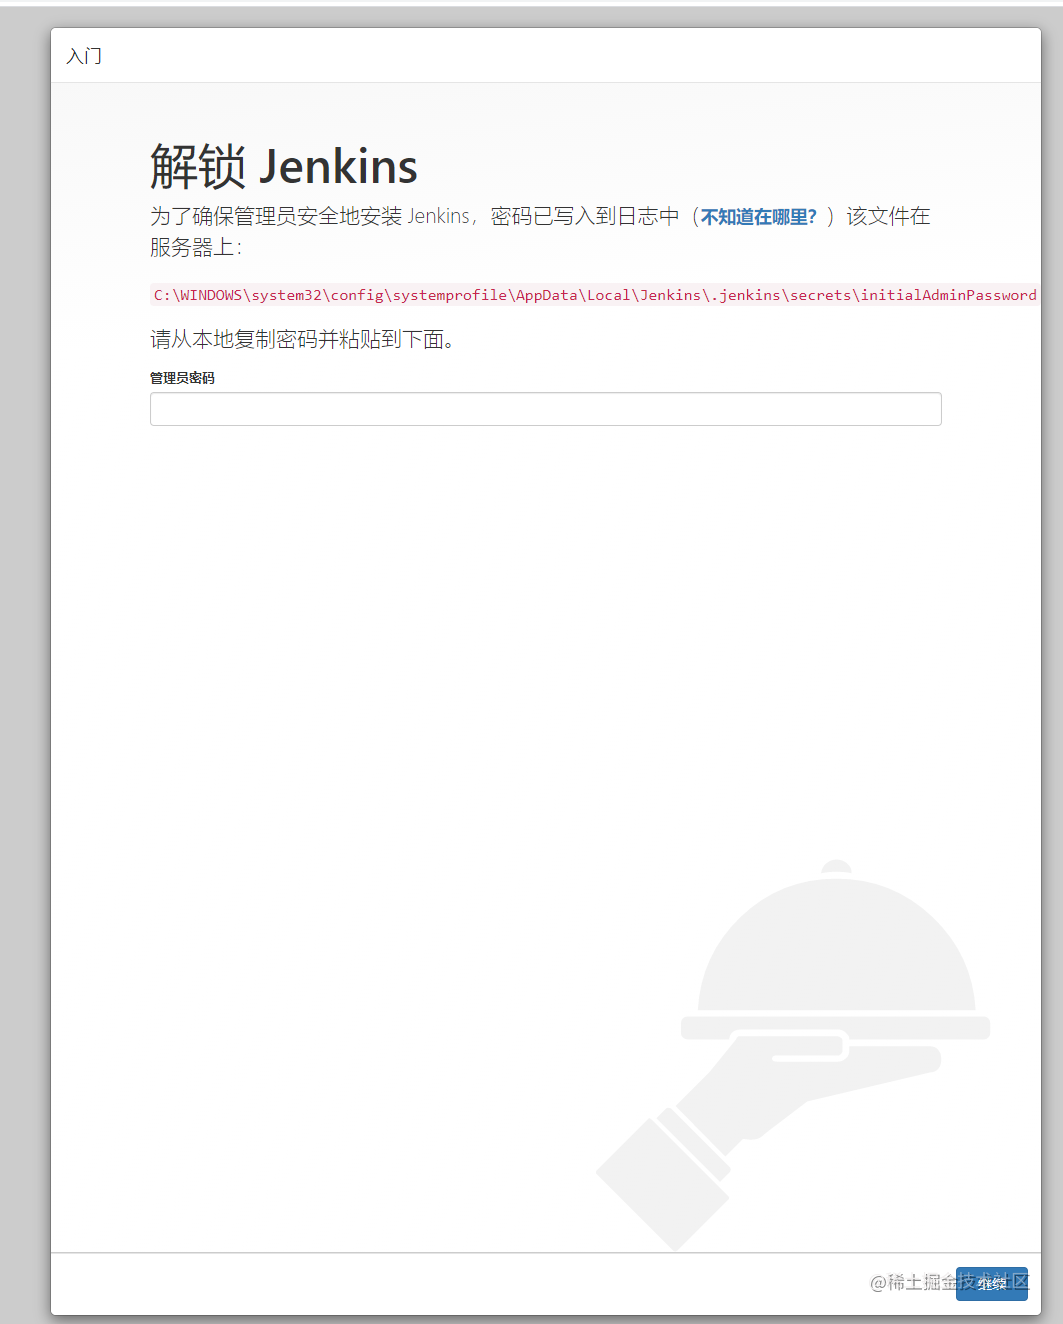 入门
解锁 Jenkins
为了确保管理员安全地安装 Jenkins，密码已写入到日志中（不知道在哪里？）该文件在
服务器上：
C:\WINDOWS\system32\config\systemprofile\AppData\Local\Jenkins\.jenkins\secrets\initialAdminPassword
请从本地复制密码并粘贴到下面。
管理员密码
继续
@稀土掘金技术社区